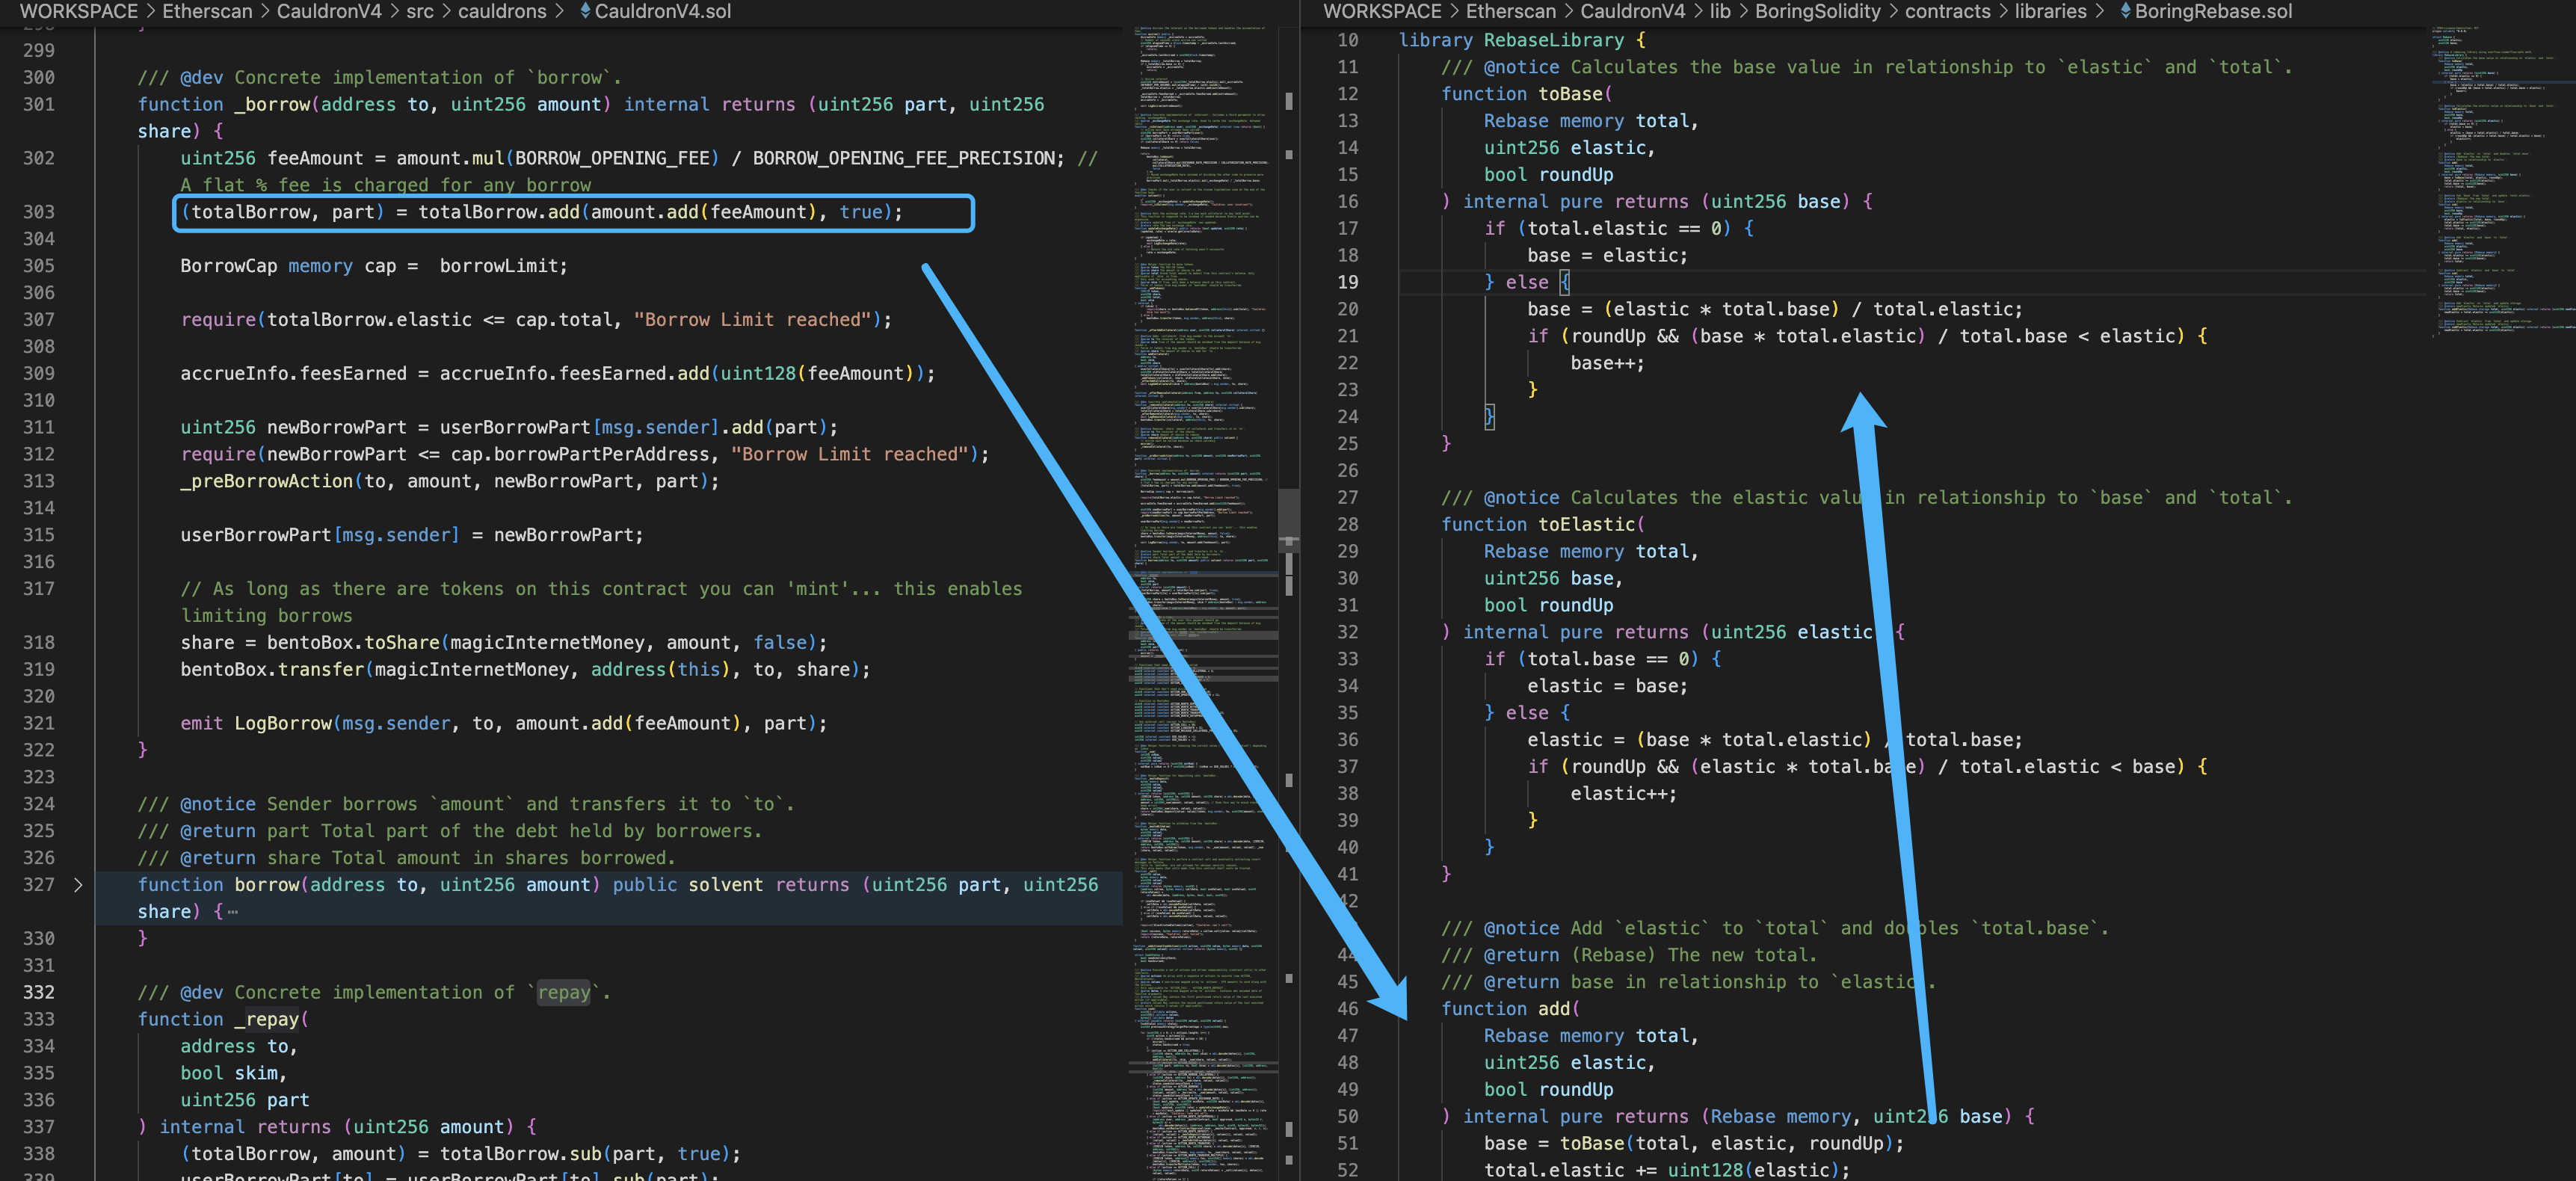 WORKSPACE > Etherscan > CauldronV4 > src > cauldrons > CauldronV4.sol
299
300 /// @dev Concrete implementation of `borrow`.
301 function _borrow(address to, uint256 amount) internal returns (uint256 part, uint256
share) {
302 uint256 feeAmount = amount.mul(BORROW_OPENING_FEE) / BORROW_OPENING_FEE_PRECISION; //
A flat % fee is charged for any borrow
303 (totalBorrow, part) = totalBorrow.add(amount.add(feeAmount), true);
304
305 BorrowCap memory cap =  borrowLimit;
306
307 require(totalBorrow.elastic <= cap.total, "Borrow Limit reached");
308
309 accrueInfo.feesEarned = accrueInfo.feesEarned.add(uint128(feeAmount));
310
311 uint256 newBorrowPart = userBorrowPart[msg.sender].add(part);
312 require(newBorrowPart <= cap.borrowPartPerAddress, "Borrow Limit reached");
313 _preBorrowAction(to, amount, newBorrowPart, part);
314
315 userBorrowPart[msg.sender] = newBorrowPart;
316
317 // As long as there are tokens on this contract you can 'mint'... this enables
limiting borrows
318 share = bentoBox.toShare(magicInternetMoney, amount, false);
319 bentoBox.transfer(magicInternetMoney, address(this), to, share);
320
321 emit LogBorrow(msg.sender, to, amount.add(feeAmount), part);
322 }
323
324 /// @notice Sender borrows `amount` and transfers it to `to`.
325 /// @return part Total part of the debt held by borrowers.
326 /// @return share Total amount in shares borrowed.
327 > function borrow(address to, uint256 amount) public solvent returns (uint256 part, uint256
share) { ⋯
330 }
331
332 /// @dev Concrete implementation of `repay`.
333 function _repay(
334 address to,
335 bool skim,
336 uint256 part
337 ) internal returns (uint256 amount) {
338 (totalBorrow, amount) = totalBorrow.sub(part, true);
339 userBorrowPart[to] = userBorrowPart[to].sub(part);
WORKSPACE > Etherscan > CauldronV4 > lib > BoringSolidity > contracts > libraries > BoringRebase.sol
10 library RebaseLibrary {
11 /// @notice Calculates the base value in relationship to `elastic` and `total`.
12 function toBase(
13 Rebase memory total,
14 uint256 elastic,
15 bool roundUp
16 ) internal pure returns (uint256 base) {
17 if (total.elastic == 0) {
18 base = elastic;
19 } else {
20 base = (elastic * total.base) / total.elastic;
21 if (roundUp && (base * total.elastic) / total.base < elastic) {
22 base++;
23 }
24 }
25 }
26
27 /// @notice Calculates the elastic value in relationship to `base` and `total`.
28 function toElastic(
29 Rebase memory total,
30 uint256 base,
31 bool roundUp
32 ) internal pure returns (uint256 elastic) {
33 if (total.base == 0) {
34 elastic = base;
35 } else {
36 elastic = (base * total.elastic) / total.base;
37 if (roundUp && (elastic * total.base) / total.elastic < base) {
38 elastic++;
39 }
40 }
41 }
42
/// @notice Add `elastic` to `total` and doubles `total.base`.
44 /// @return (Rebase) The new total.
45 /// @return base in relationship to `elastic`.
46 function add(
47 Rebase memory total,
48 uint256 elastic,
49 bool roundUp
50 ) internal pure returns (Rebase memory, uint256 base) {
51 base = toBase(total, elastic, roundUp);
52 total.elastic += uint128(elastic);